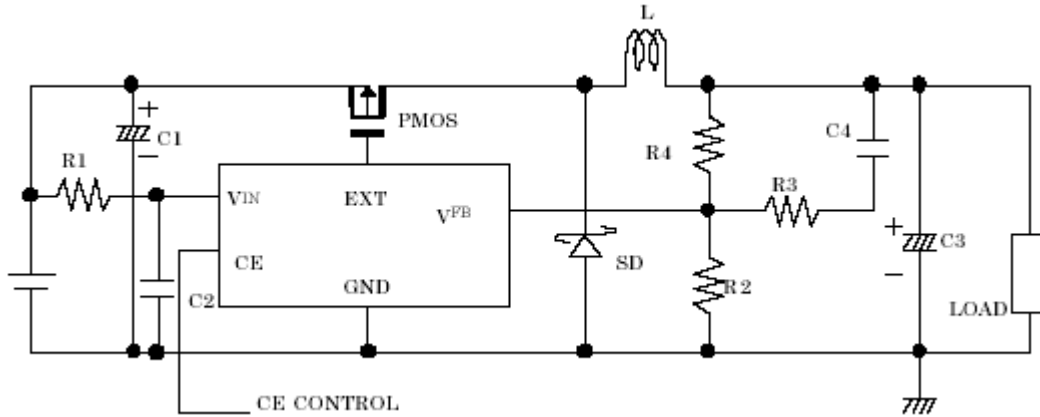 L
+
C1
−
PMOS
C4
R1
R4
R3
VIN
EXT
VFB
+
C3
−
CE
SD
GND
C2
R2
LOAD
CE CONTROL